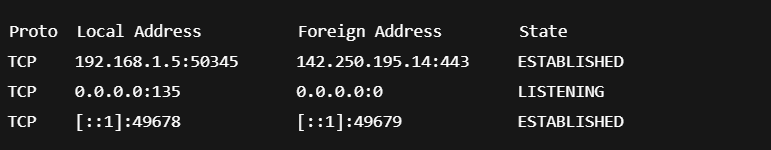 Proto  Local Address          Foreign Address        State
TCP    192.168.1.5:50345      142.250.195.14:443     ESTABLISHED
TCP    0.0.0.0:135            0.0.0.0:0              LISTENING
TCP    [::1]:49678            [::1]:49679            ESTABLISHED